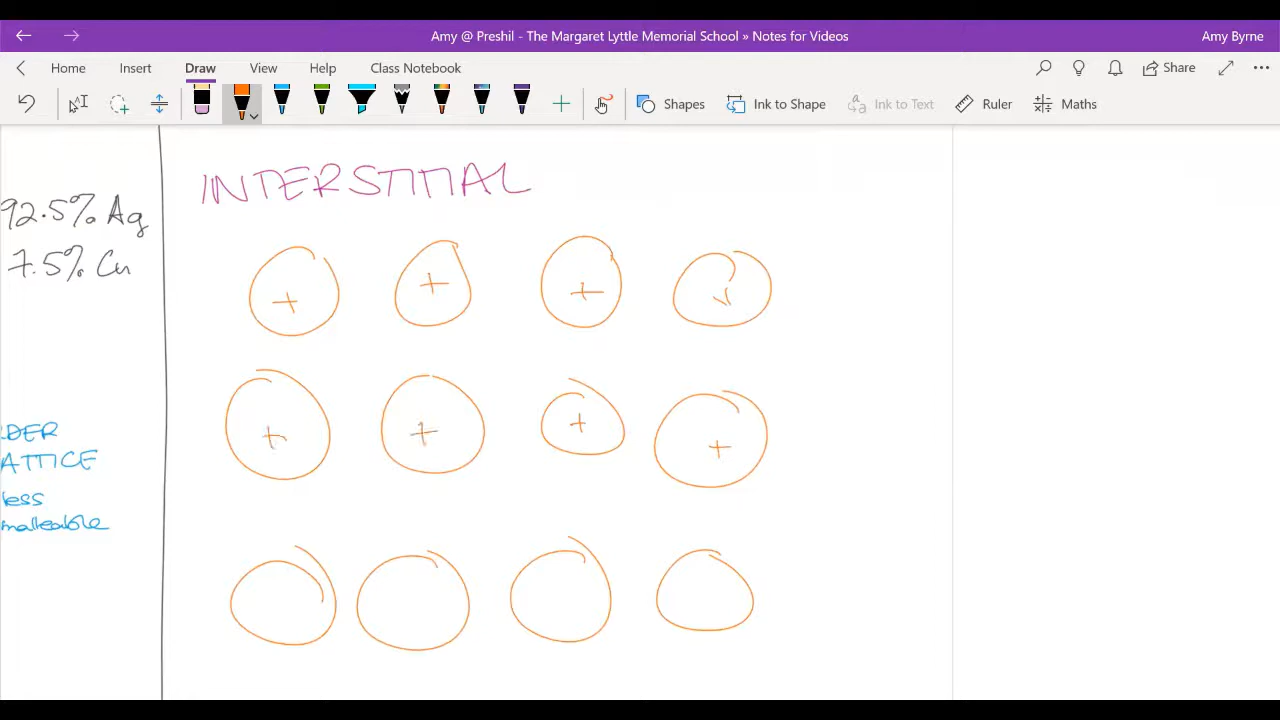 Amy @ Preshil - The Margaret Lyttle Memorial School » Notes for Videos
Amy Byrne
Home
Insert
Draw
View
Help
Class Notebook
Share
Shapes
Ink to Shape
Ink to Text
Ruler
Maths
INTERSTITIAL
92.5% Ag
7.5% Cu
+ + +
+ + + +
RDER
ATTICE
less
malleable